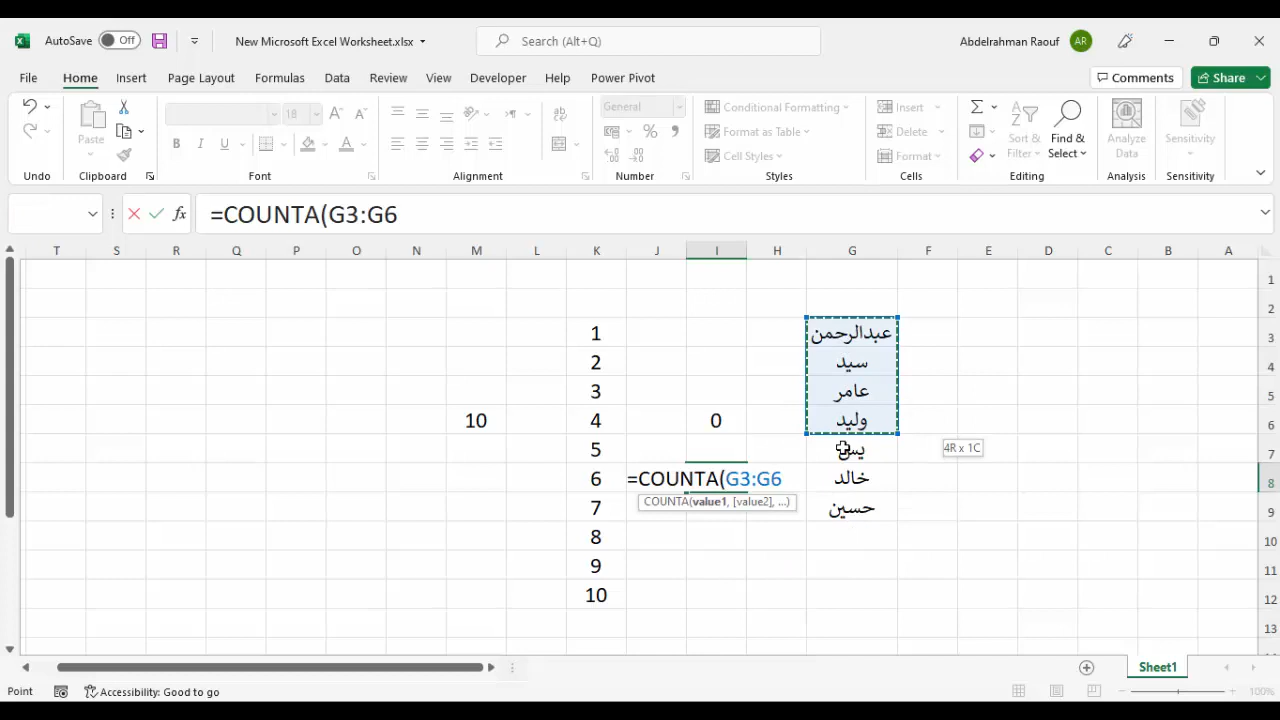 AutoSave Off New Microsoft Excel Worksheet.xlsx Search (Alt+Q) Abdelrahman Raouf AR
File Home Insert Page Layout Formulas Data Review View Developer Help Power Pivot Comments Share
Paste
18
General
Conditional Formatting
Format as Table
Cell Styles
Insert
Delete
Format
Sort & Filter
Find & Select
Analyze Data
Sensitivity
Undo Clipboard Font Alignment Number Styles Cells Editing Analysis Sensitivity
=COUNTA(G3:G6
T S R Q P O N M L K J I H G F E D C B A
1
2
1 عبدالرحمن 3
2 سيد 4
3 عامر 5
10 4 0 وليد 6
5 يس 4R x 1C 7
6 =COUNTA(G3:G6 خالد 8
COUNTA(value1, [value2], ...)
7 حسين 9
8 10
9 11
10 12
13
Sheet1
Point Accessibility: Good to go 100%